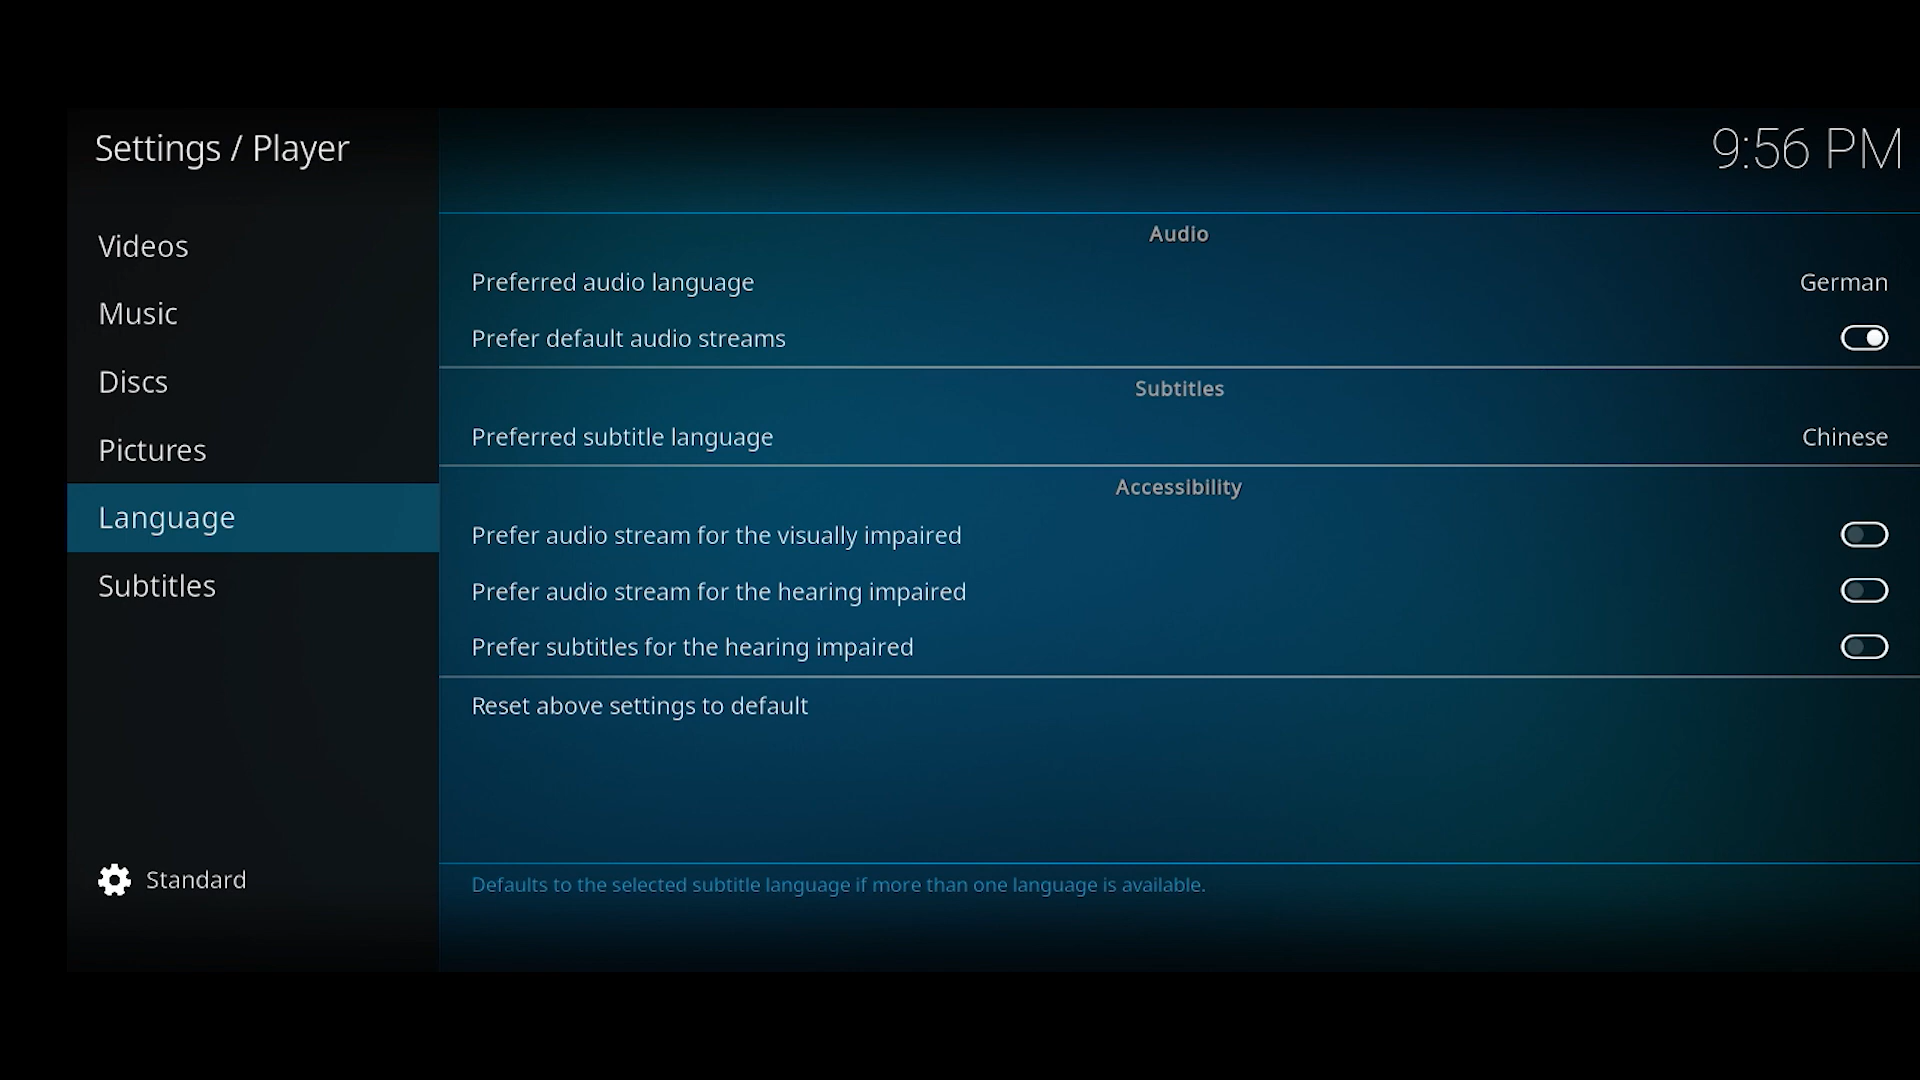 Settings / Player
9:56 PM
Videos
Music
Discs
Pictures
Language
Subtitles
Standard
Audio
Preferred audio language
German
Prefer default audio streams
Subtitles
Preferred subtitle language
Chinese
Accessibility
Prefer audio stream for the visually impaired
Prefer audio stream for the hearing impaired
Prefer subtitles for the hearing impaired
Reset above settings to default
Defaults to the selected subtitle language if more than one language is available.